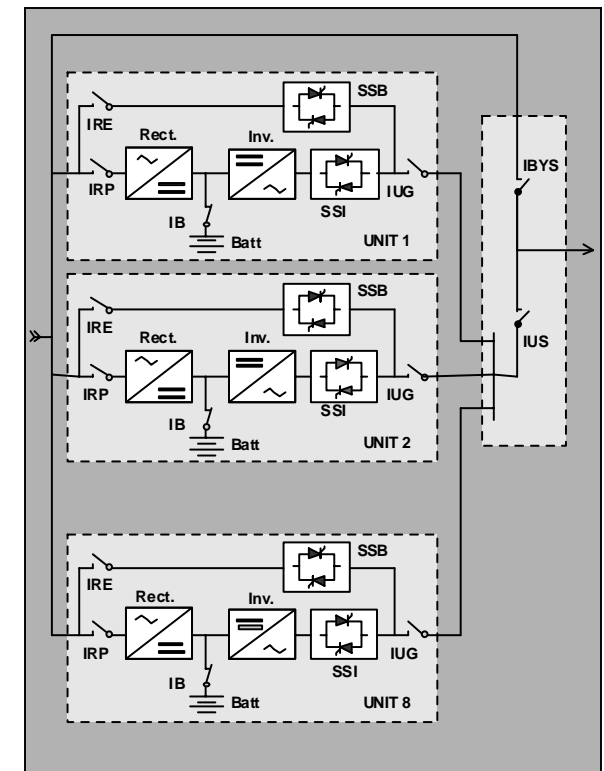 SSB
IRE
Rect.
Inv.
IBYS
IRP
IUG
SSI
IB
Batt
UNIT 1
SSB
IRE
Rect.
Inv.
IUS
IRP
IUG
SSI
IB
Batt
UNIT 2
SSB
IRE
Rect.
Inv.
IRP
IUG
SSI
IB
Batt
UNIT 8